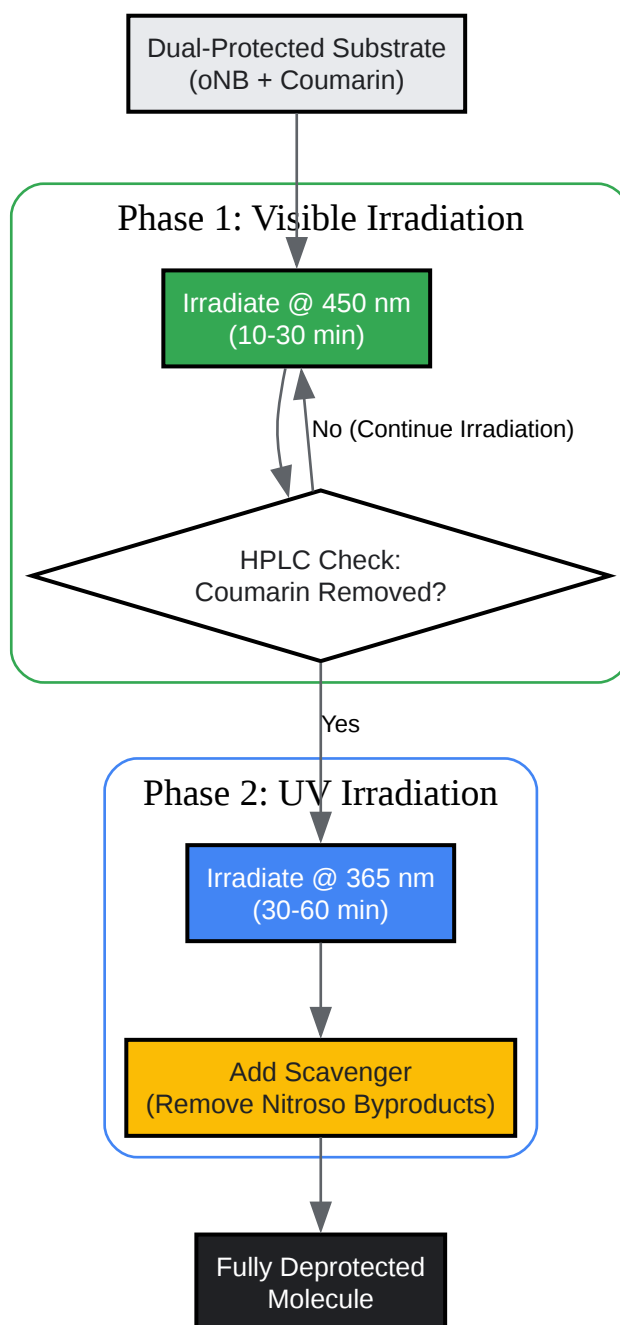 Dual-Protected Substrate
(oNB + Coumarin)
Phase 1: Visible Irradiation
Irradiate @ 450 nm
(10-30 min)
No (Continue Irradiation)
HPLC Check:
Coumarin Removed?
Yes
Phase 2: UV Irradiation
Irradiate @ 365 nm
(30-60 min)
Add Scavenger
(Remove Nitroso Byproducts)
Fully Deprotected
Molecule